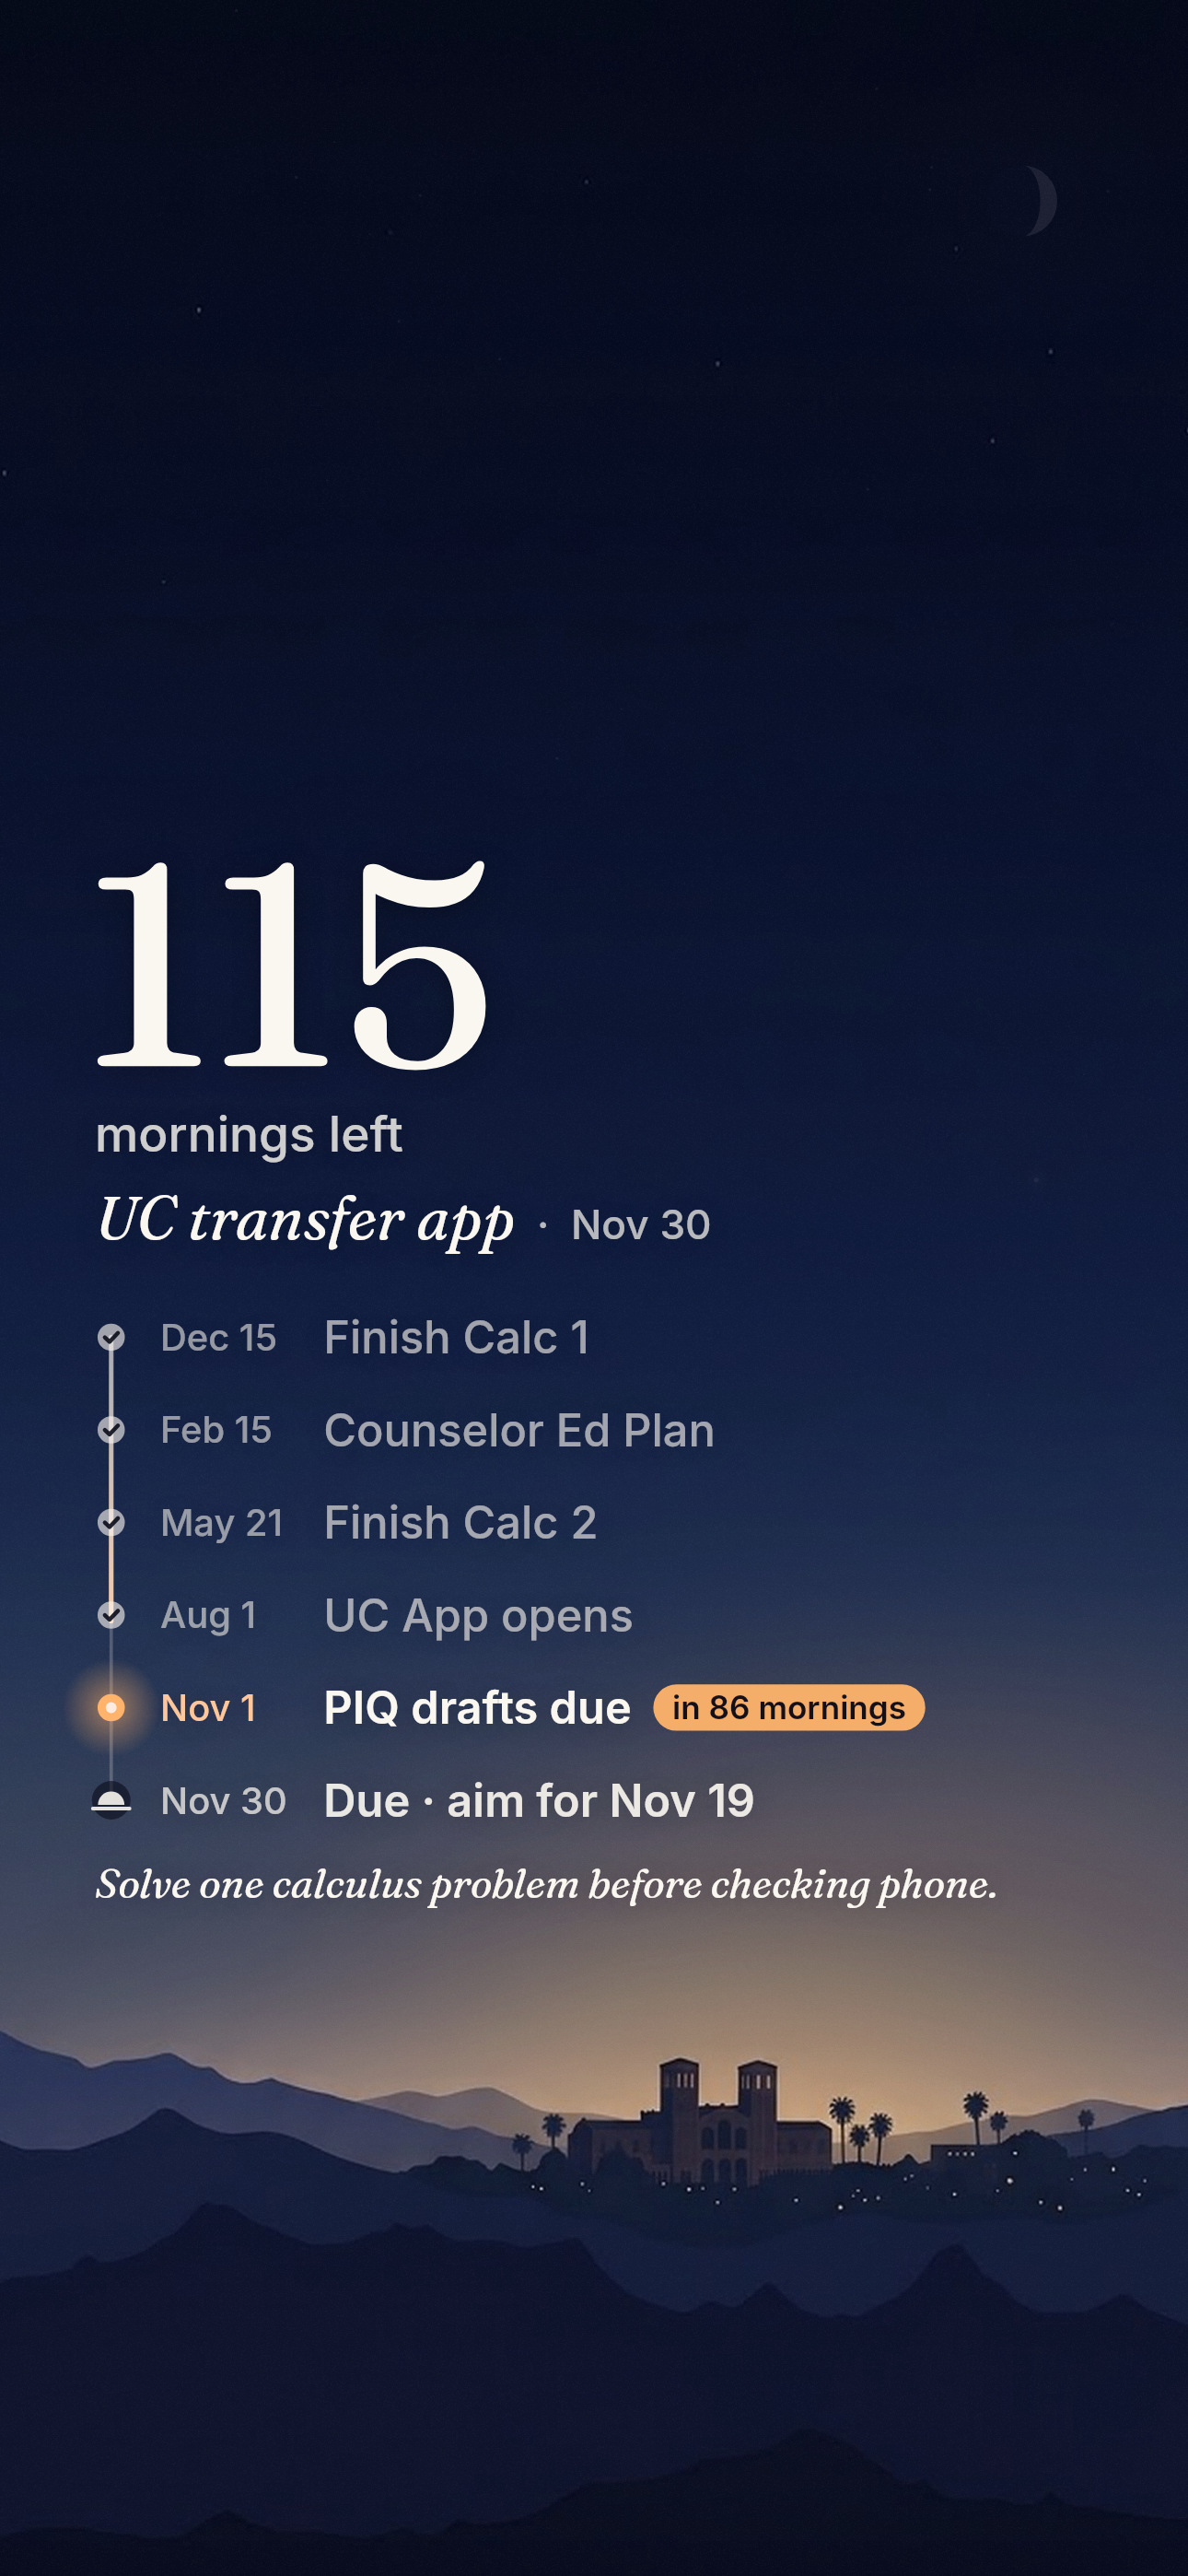 115
mornings left
UC transfer app · Nov 30
Dec 15 Finish Calc 1
Feb 15 Counselor Ed Plan
May 21 Finish Calc 2
Aug 1 UC App opens
Nov 1 PIQ drafts due in 86 mornings
Nov 30 Due · aim for Nov 19
Solve one calculus problem before checking phone.